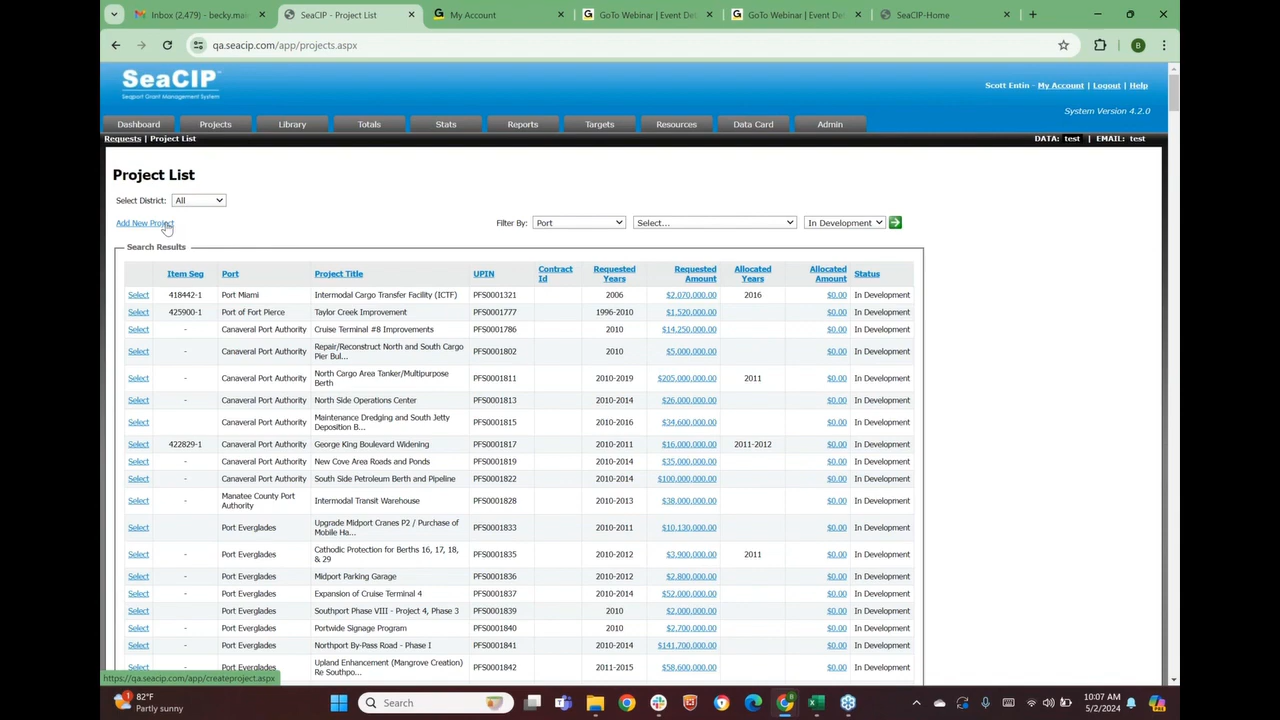 Inbox (2,479) - becky.mai
SeaCIP - Project List
My Account
GoTo Webinar | Event Det
GoTo Webinar | Event De
SeaCIP-Home
qa.seacip.com/app/projects.aspx
B
SeaCIP
Seaport Grant Management System
Scott Entin - My Account | Logout | Help
System Version 4.2.0
Dashboard Projects Library Totals Stats Reports Targets Resources Data Card Admin
Requests | Project List
DATA: test | EMAIL: test
Project List
Select District: All
Add New Project
Filter By: Port Select... In Development
Search Results
Item Seg Port Project Title UPIN Contract Id Requested Years Requested Amount Allocated Years Allocated Amount Status
Select 418442-1 Port Miami Intermodal Cargo Transfer Facility (ICTF) PFS0001321 2006 $2,070,000.00 2016 $0.00 In Development
Select 425900-1 Port of Fort Pierce Taylor Creek Improvement PFS0001777 1996-2010 $1,520,000.00 $0.00 In Development
Select - Canaveral Port Authority Cruise Terminal #8 Improvements PFS0001786 2010 $14,250,000.00 $0.00 In Development
Select - Canaveral Port Authority Repair/Reconstruct North and South Cargo Pier Bul... PFS0001802 2010 $5,000,000.00 $0.00 In Development
Select - Canaveral Port Authority North Cargo Area Tanker/Multipurpose Berth PFS0001811 2010-2019 $205,000,000.00 2011 $0.00 In Development
Select - Canaveral Port Authority North Side Operations Center PFS0001813 2010-2014 $26,000,000.00 $0.00 In Development
Select - Canaveral Port Authority Maintenance Dredging and South Jetty Deposition B... PFS0001815 2010-2016 $34,600,000.00 $0.00 In Development
Select 422829-1 Canaveral Port Authority George King Boulevard Widening PFS0001817 2010-2011 $16,000,000.00 2011-2012 $0.00 In Development
Select - Canaveral Port Authority New Cove Area Roads and Ponds PFS0001819 2010-2014 $35,000,000.00 $0.00 In Development
Select - Canaveral Port Authority South Side Petroleum Berth and Pipeline PFS0001822 2010-2014 $100,000,000.00 $0.00 In Development
Select - Manatee County Port Authority Intermodal Transit Warehouse PFS0001828 2010-2013 $38,000,000.00 $0.00 In Development
Select Port Everglades Upgrade Midport Cranes P2 / Purchase of Mobile Ha... PFS0001833 2010-2011 $10,130,000.00 $0.00 In Development
Select - Port Everglades Cathodic Protection for Berths 16, 17, 18, & 29 PFS0001835 2010-2012 $3,900,000.00 2011 $0.00 In Development
Select - Port Everglades Midport Parking Garage PFS0001836 2010-2012 $2,800,000.00 $0.00 In Development
Select - Port Everglades Expansion of Cruise Terminal 4 PFS0001837 2010-2014 $52,000,000.00 $0.00 In Development
Select Port Everglades Southport Phase VIII - Project 4, Phase 3 PFS0001839 2010 $2,000,000.00 $0.00 In Development
Select - Port Everglades Portwide Signage Program PFS0001840 2010 $2,700,000.00 $0.00 In Development
Select - Port Everglades Northport By-Pass Road - Phase I PFS0001841 2010-2014 $141,700,000.00 $0.00 In Development
Select - Port Everglades Upland Enhancement (Mangrove Creation) Re Southpo... PFS0001842 2011-2015 $58,600,000.00 $0.00 In Development
https://qa.seacip.com/app/createproject.aspx
1
82°F
Partly sunny
Search
10:07 AM
5/2/2024